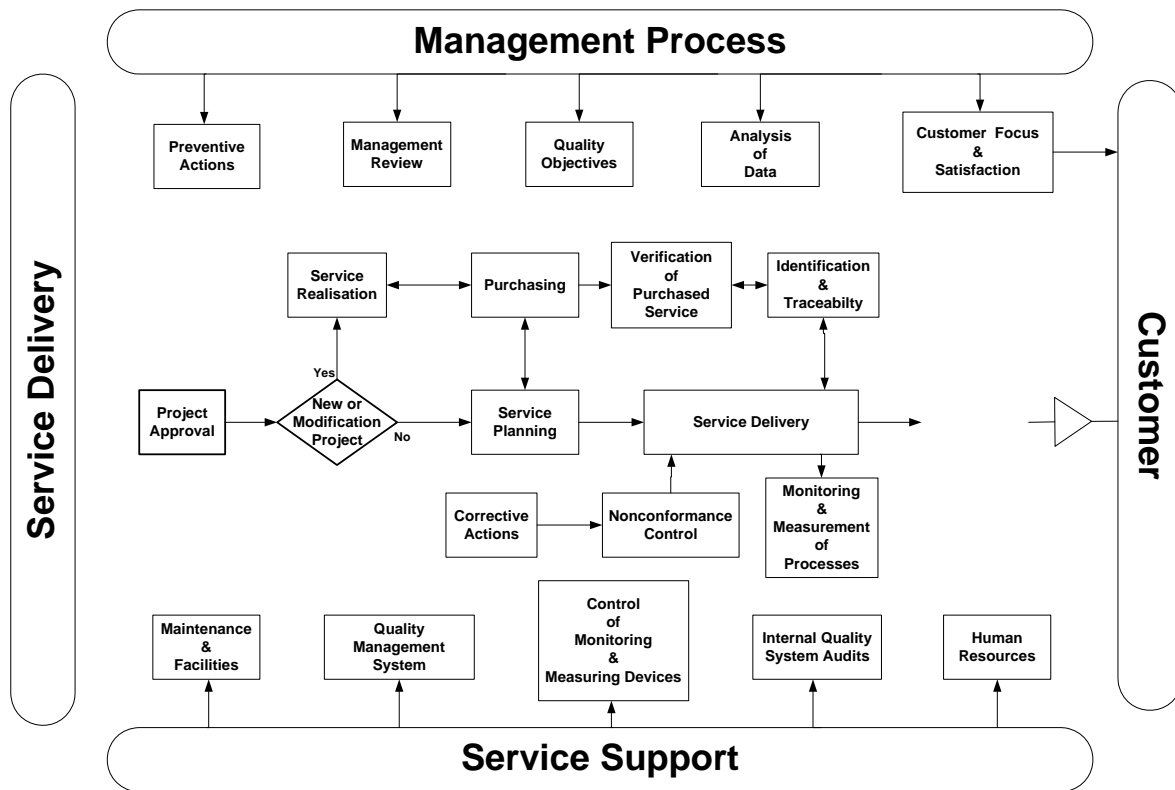 Management Process
Service Delivery
Customer
Preventive
Actions
Management
Review
Quality
Objectives
Analysis
of
Data
Customer Focus
&
Satisfaction
Service
Realisation
Purchasing
Verification
of
Purchased
Service
Identification
&
Traceabilty
Yes
Project
Approval
New or
Modification
Project
No
Service
Planning
Service Delivery
Corrective
Actions
Nonconformance
Control
Monitoring
&
Measurement
of
Processes
Maintenance
&
Facilities
Quality
Management
System
Control
of
Monitoring
&
Measuring Devices
Internal Quality
System Audits
Human
Resources
Service Support